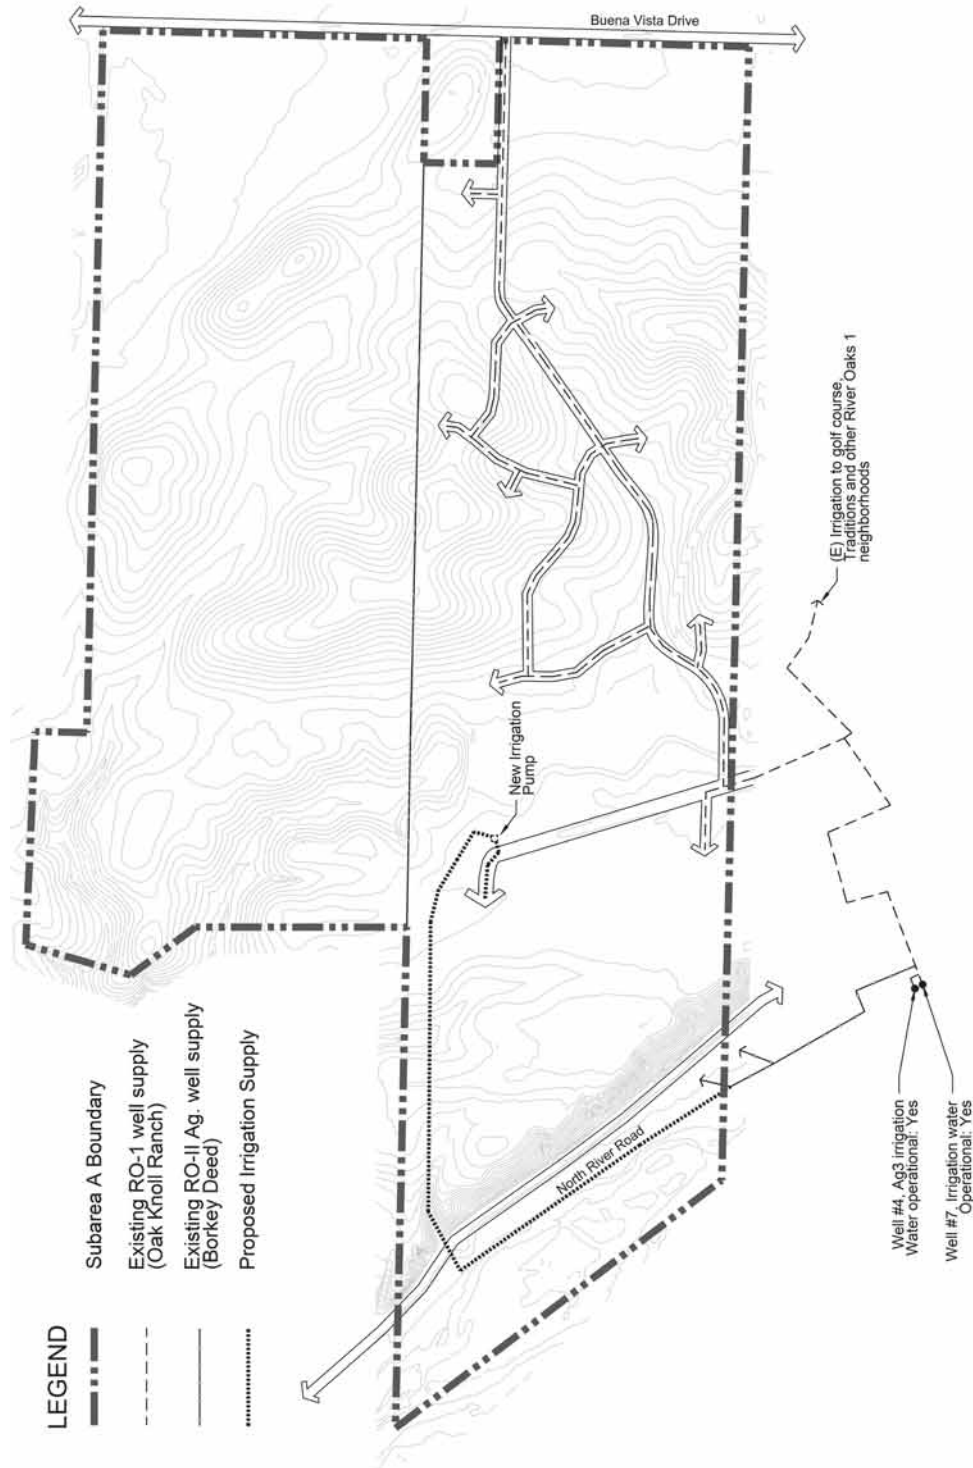 Buena Vista Drive
(E) Irrigation to golf course,
Traditions and other River Oaks 1
neighborhoods
New Irrigation
Pump
North River Road
Well #4, Ag3 irrigation
Water operational: Yes
Well #7, Irrigation water
Operational: Yes
LEGEND
Subarea A Boundary
Existing RO-1 well supply
(Oak Knoll Ranch)
Existing RO-II Ag. well supply
(Borkey Deed)
Proposed Irrigation Supply